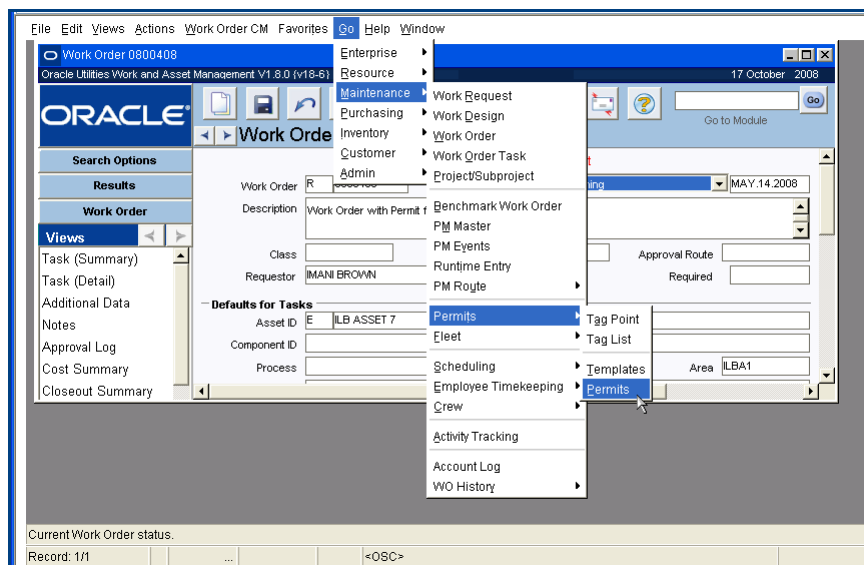 File Edit Views Actions Work Order CM Favorites Go Help Window
Work Order 0800408
Oracle Utilities Work and Asset Management V1.8.0 (v18-6) 17 October 2008
Enterprise
Resource
Maintenance
Purchasing
Inventory
Customer
Admin
Work Request
Work Design
Work Order
Work Order Task
Project/Subproject
Benchmark Work Order
PM Master
PM Events
Runtime Entry
PM Route
Permits
Fleet
Scheduling
Employee Timekeeping
Crew
Activity Tracking
Account Log
WO History
Tag Point
Tag List
Templates
Permits
ORACLE
Go
Go to Module
Search Options
Results
Work Order
Views
Task (Summary)
Task (Detail)
Additional Data
Notes
Approval Log
Cost Summary
Closeout Summary
Work Order R MAY.14.2008
Description Work Order with Permit
Class Approval Route
Requestor IMANI BROWN Required
Defaults for Tasks
Asset ID E ILB ASSET 7
Component ID
Process Area ILBA1
Current Work Order status.
Record: 1/1 ... <OSC>